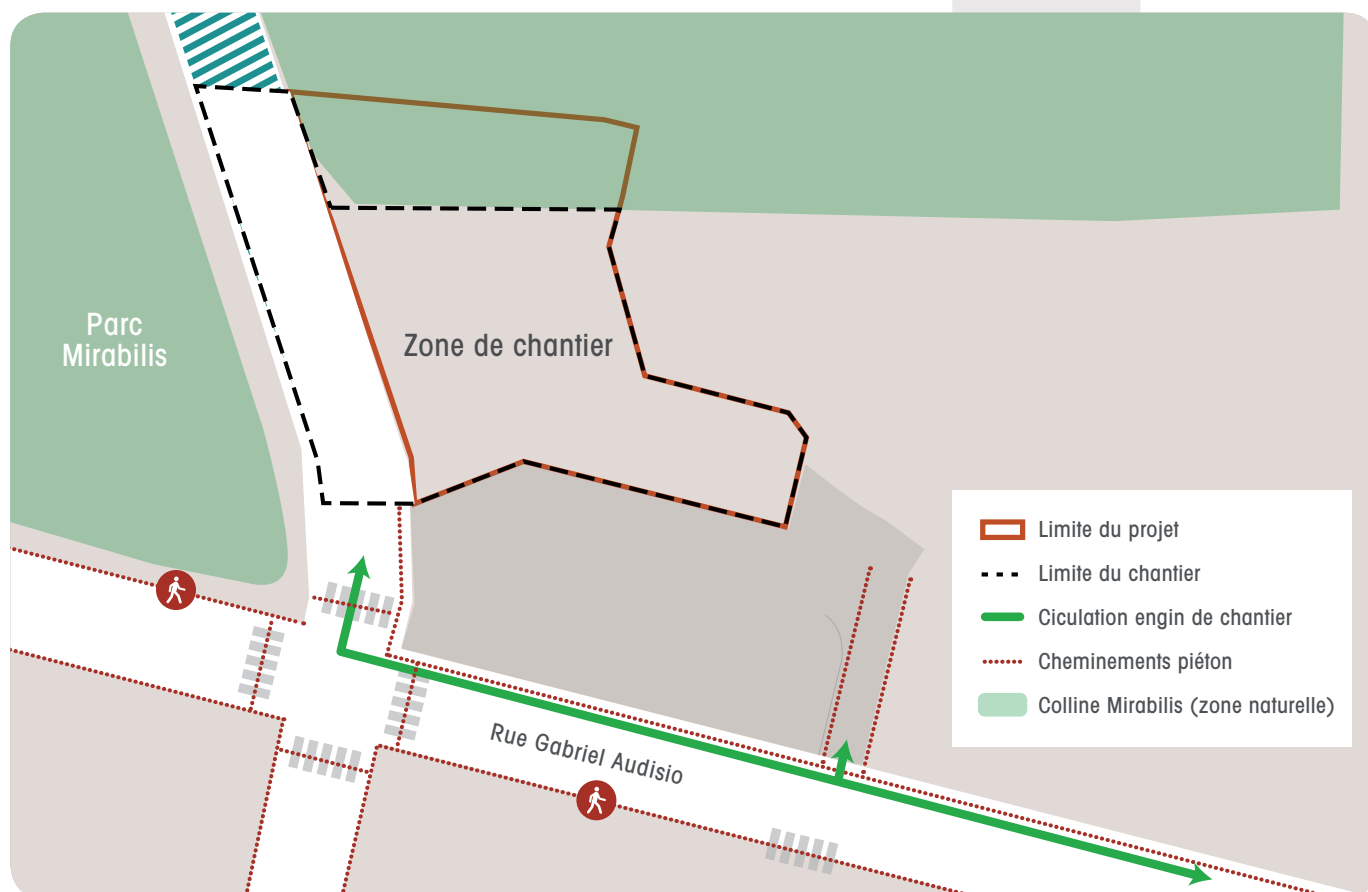 Parc
Mirabilis
Zone de chantier
Rue Gabriel Audisio
Limite du projet
Limite du chantier
Ciculation engin de chantier
Cheminements piéton
Colline Mirabilis (zone naturelle)